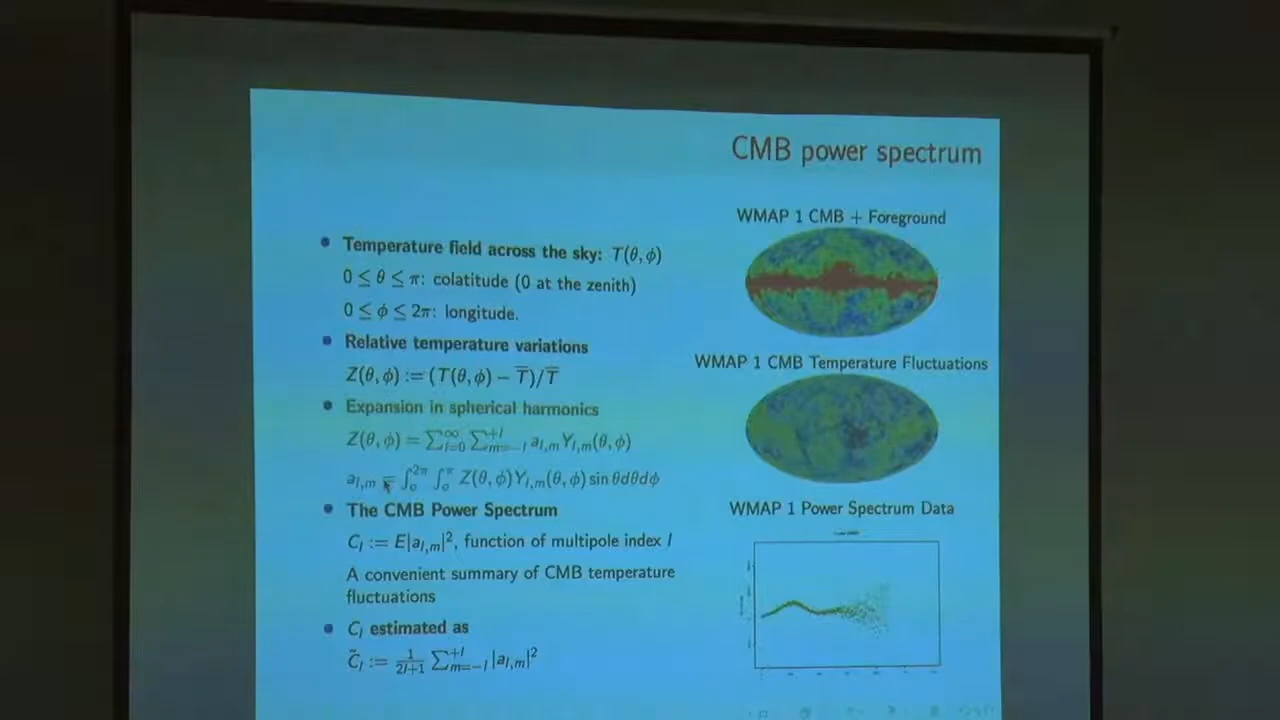 CMB power spectrum
Temperature field across the sky: T(θ, ϕ)
0 ≤ θ ≤ π: colatitude (0 at the zenith)
0 ≤ ϕ ≤ 2π: longitude.
Relative temperature variations
Z(θ, ϕ) := (T(θ, ϕ) − T̿)/T̿
Expansion in spherical harmonics
Z(θ, ϕ) = ∑_{l=0}^{∞} ∑_{m=−l}^{+l} a_{l,m} Y_{l,m}(θ, ϕ)
a_{l,m} = ∫_0^{2π} ∫_0^π Z(θ, ϕ)Y_{l,m}(θ, ϕ) sin θdθdϕ
The CMB Power Spectrum
C_l := E|a_{l,m}|², function of multipole index l
A convenient summary of CMB temperature
fluctuations
C_l estimated as
C̃_l := 1/(2l+1) ∑_{m=−l}^{+l} |a_{l,m}|²
WMAP 1 CMB + Foreground
WMAP 1 CMB Temperature Fluctuations
WMAP 1 Power Spectrum Data